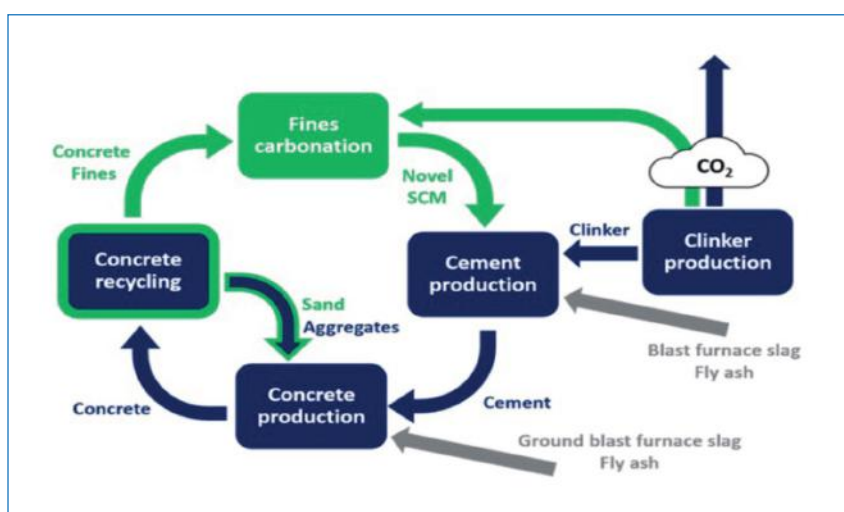 Fines
carbonation
CO₂
Concrete
Fines
Novel
SCM
Clinker
Clinker
production
Concrete
recycling
Cement
production
Sand
Aggregates
Blast furnace slag
Fly ash
Concrete
production
Concrete
Cement
Ground blast furnace slag
Fly ash